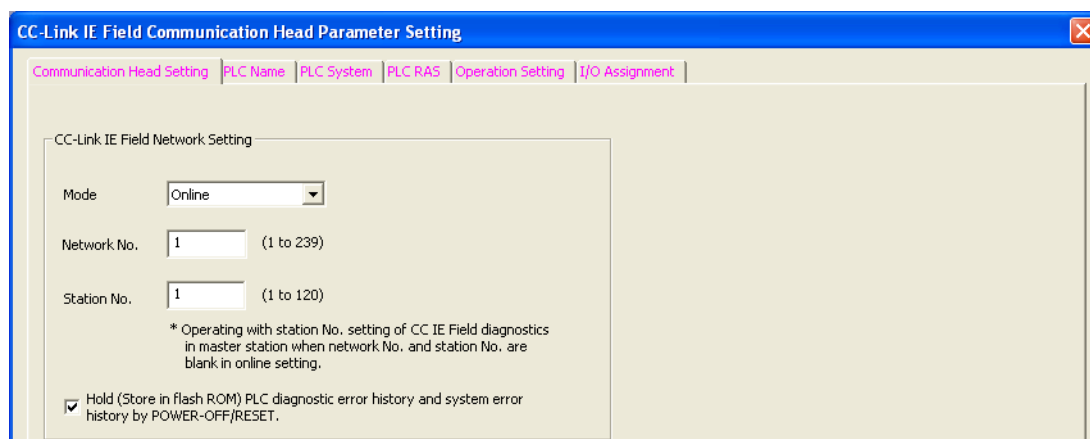 CC-Link IE Field Communication Head Parameter Setting
Communication Head Setting PLC Name PLC System PLC RAS Operation Setting I/O Assignment
CC-Link IE Field Network Setting
Mode Online
Network No. 1 (1 to 239)
Station No. 1 (1 to 120)
* Operating with station No. setting of CC IE Field diagnostics
in master station when network No. and station No. are
blank in online setting.
Hold (Store in flash ROM) PLC diagnostic error history and system error
history by POWER-OFF/RESET.